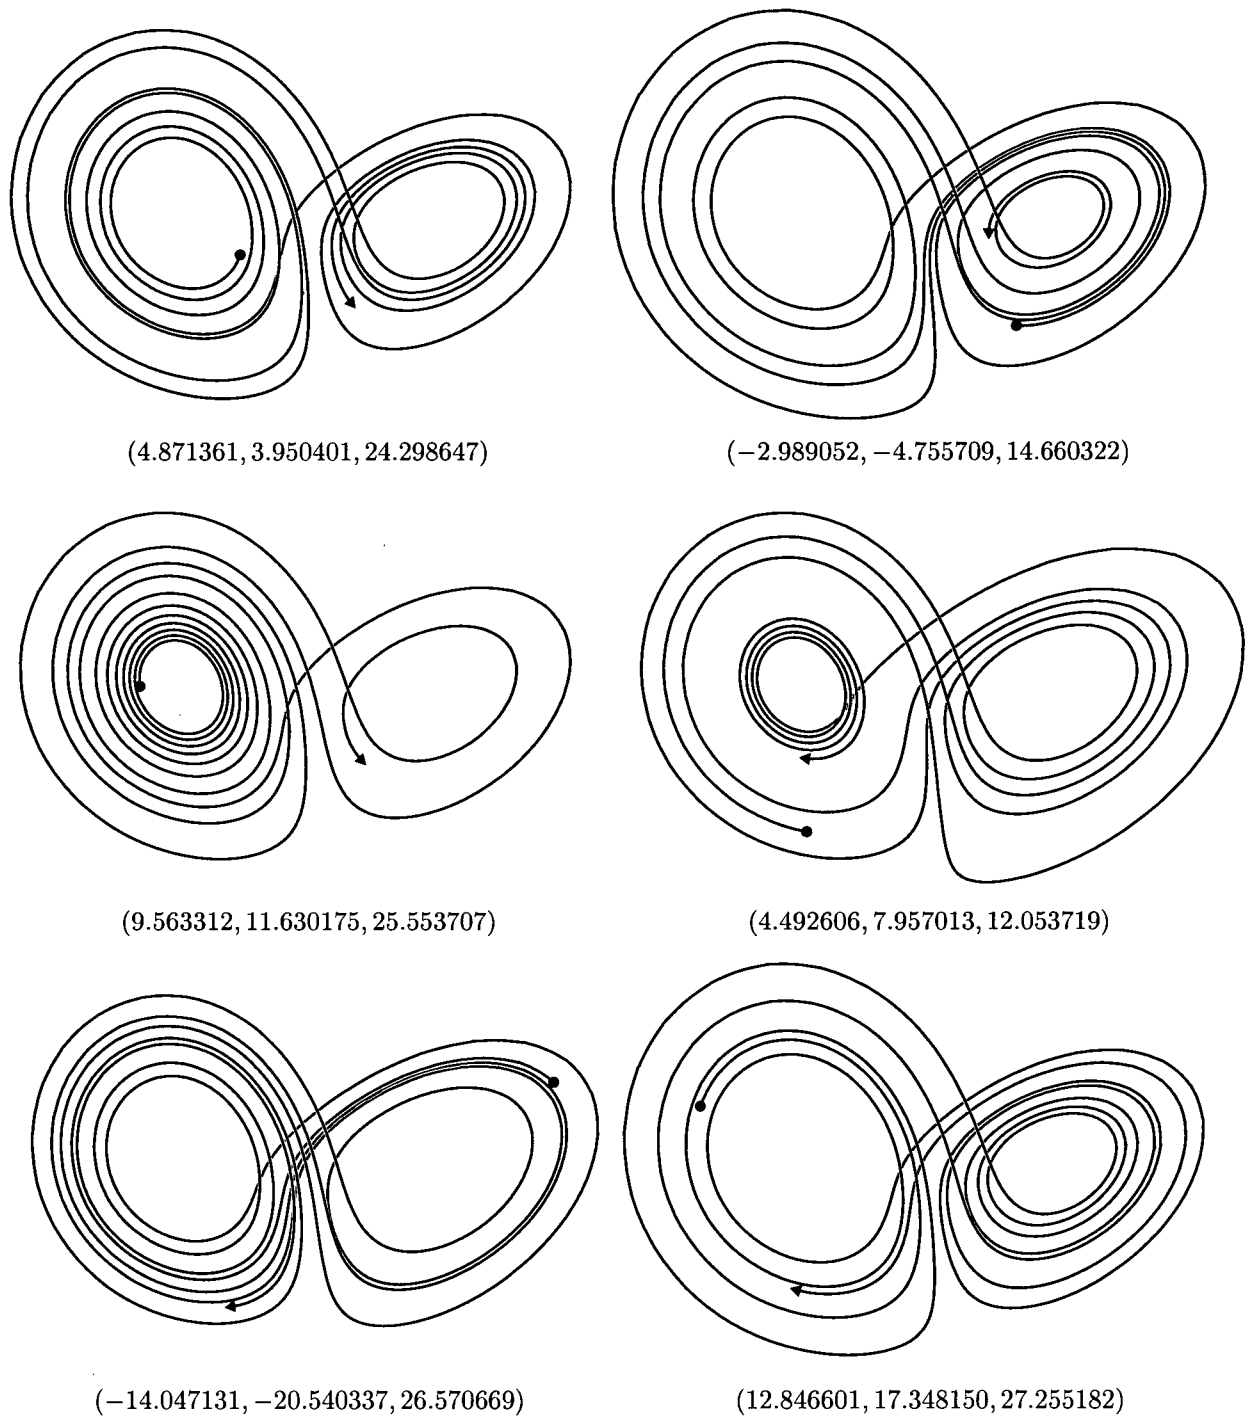 (4.871361, 3.950401, 24.298647)
(−2.989052, −4.755709, 14.660322)
(9.563312, 11.630175, 25.553707)
(4.492606, 7.957013, 12.053719)
(−14.047131, −20.540337, 26.570669)
(12.846601, 17.348150, 27.255182)